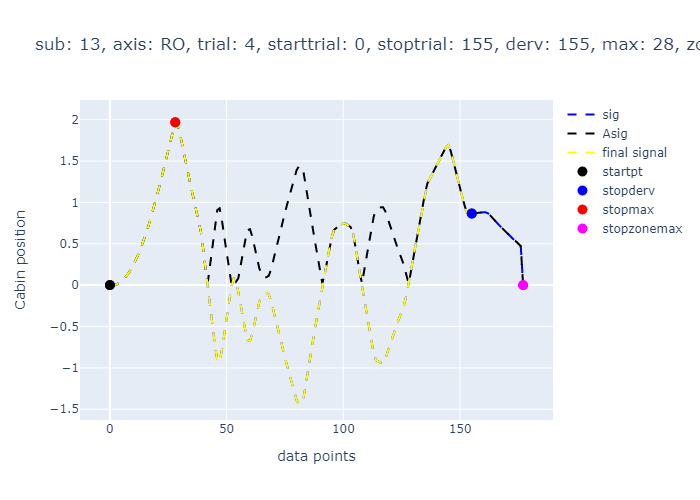 sub: 13, axis: RO, trial: 4, starttrial: 0, stoptrial: 155, derv: 155, max: 28,
sig
Asig
final signal
startpt
stopderv
stopmax
stopzonemax
Cabin position
2
1.5
1
0.5
0
−0.5
−1
−1.5
0
50
100
150
data points